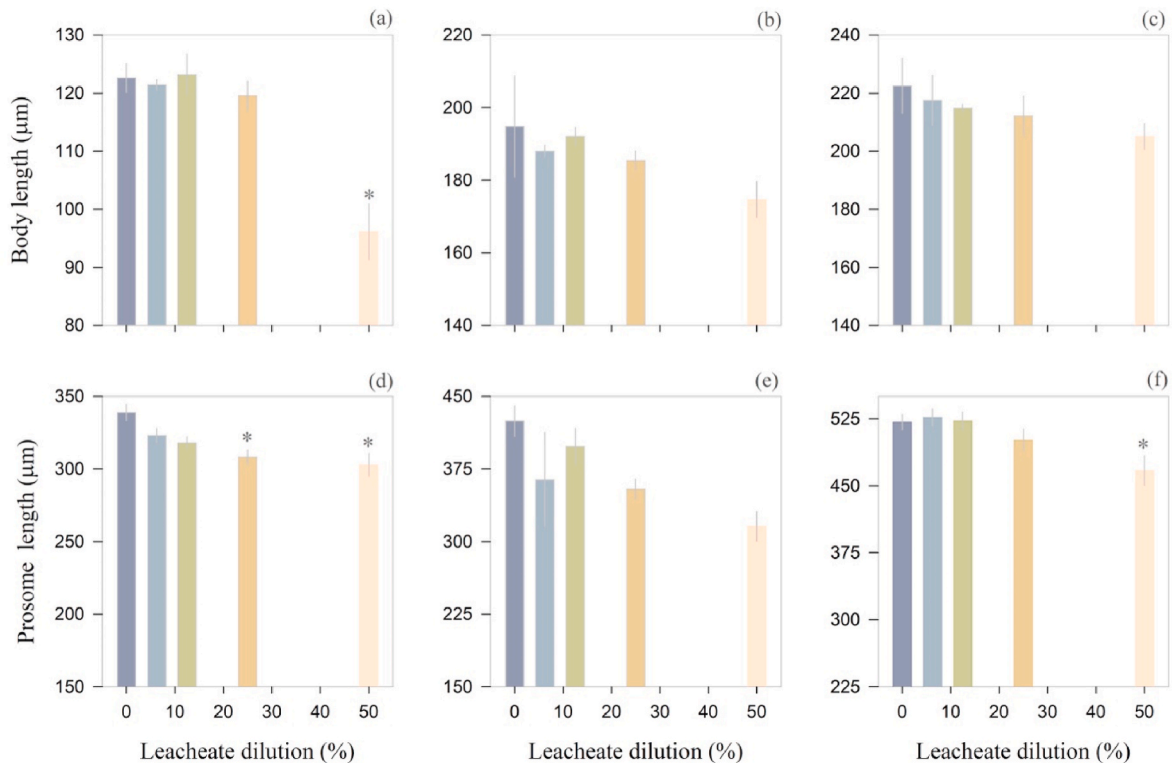 (a)
(b)
(c)
Body length (μm)
130
120
110
100
90
80
220
200
180
160
140
240
220
200
180
220
140
*
(d)
(e)
(f)
Prosome length (μm)
350
300
250
200
150
450
375
300
225
150
525
450
375
300
225
*
*
*
0 10 20 30 40 50
0 10 20 30 40 50
0 10 20 30 40 50
Leacheate dilution (%)
Leacheate dilution (%)
Leacheate dilution (%)